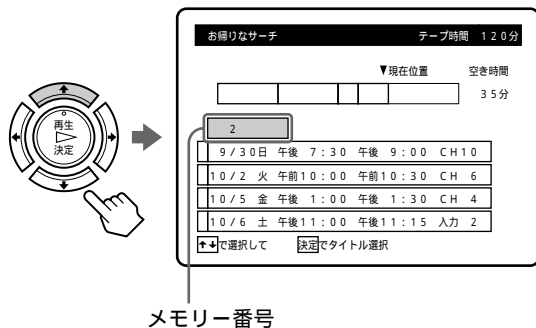 お帰りなサーチ テープ時間 120分
▼現在位置 空き時間
35分
再生
決定
2
9/30日 午後 7:30 午後 9:00 CH10
10/2 火 午前10:00 午前10:30 CH 6
10/5 金 午後 1:00 午後 1:30 CH 4
10/6 土 午後11:00 午後11:15 入力 2
↑↓で選択して 決定でタイトル選択
メモリー番号